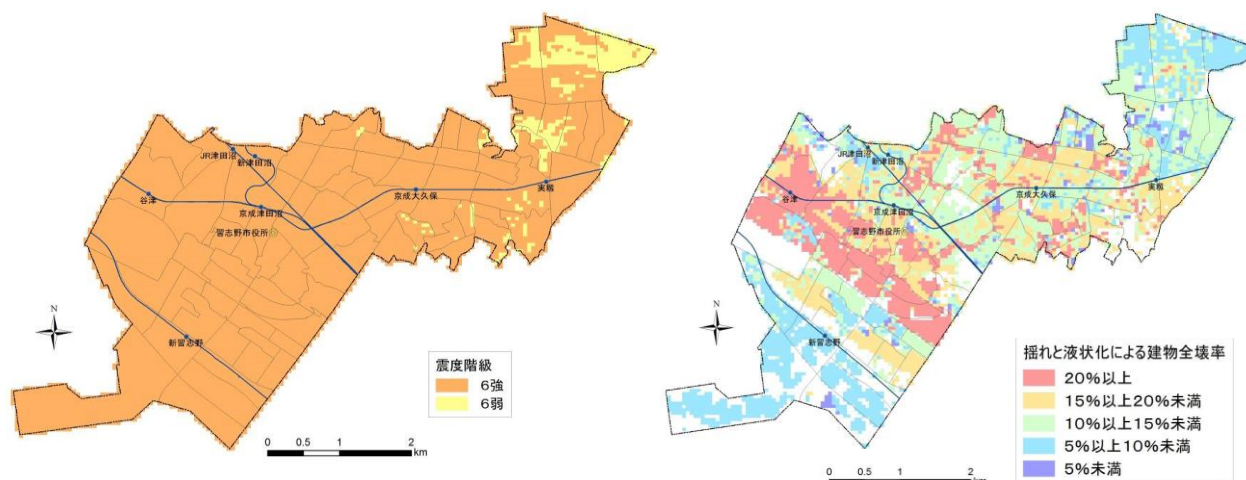 N
JR津田沼
新津田沼
谷津
京成津田沼
京成大久保
実籾
習志野市役所
新習志野
震度階級
6強
6弱
0 0.5 1 2
km
N
JR津田沼
新津田沼
谷津
京成津田沼
京成大久保
実籾
習志野市役所
新習志野
揺れと液状化による建物全壊率
20%以上
15%以上20%未満
10%以上15%未満
5%以上10%未満
5%未満
0 0.5 1 2